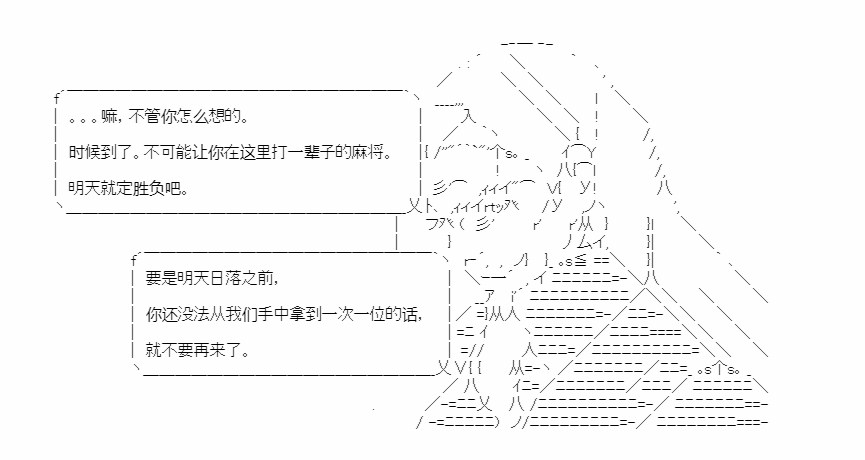 。。。嘛，不管你怎么想的。
时候到了。不可能让你在这里打一辈子的麻将。
明天就定胜负吧。
要是明天日落之前，
你还没法从我们手中拿到一次一位的话，
就不要再来了。